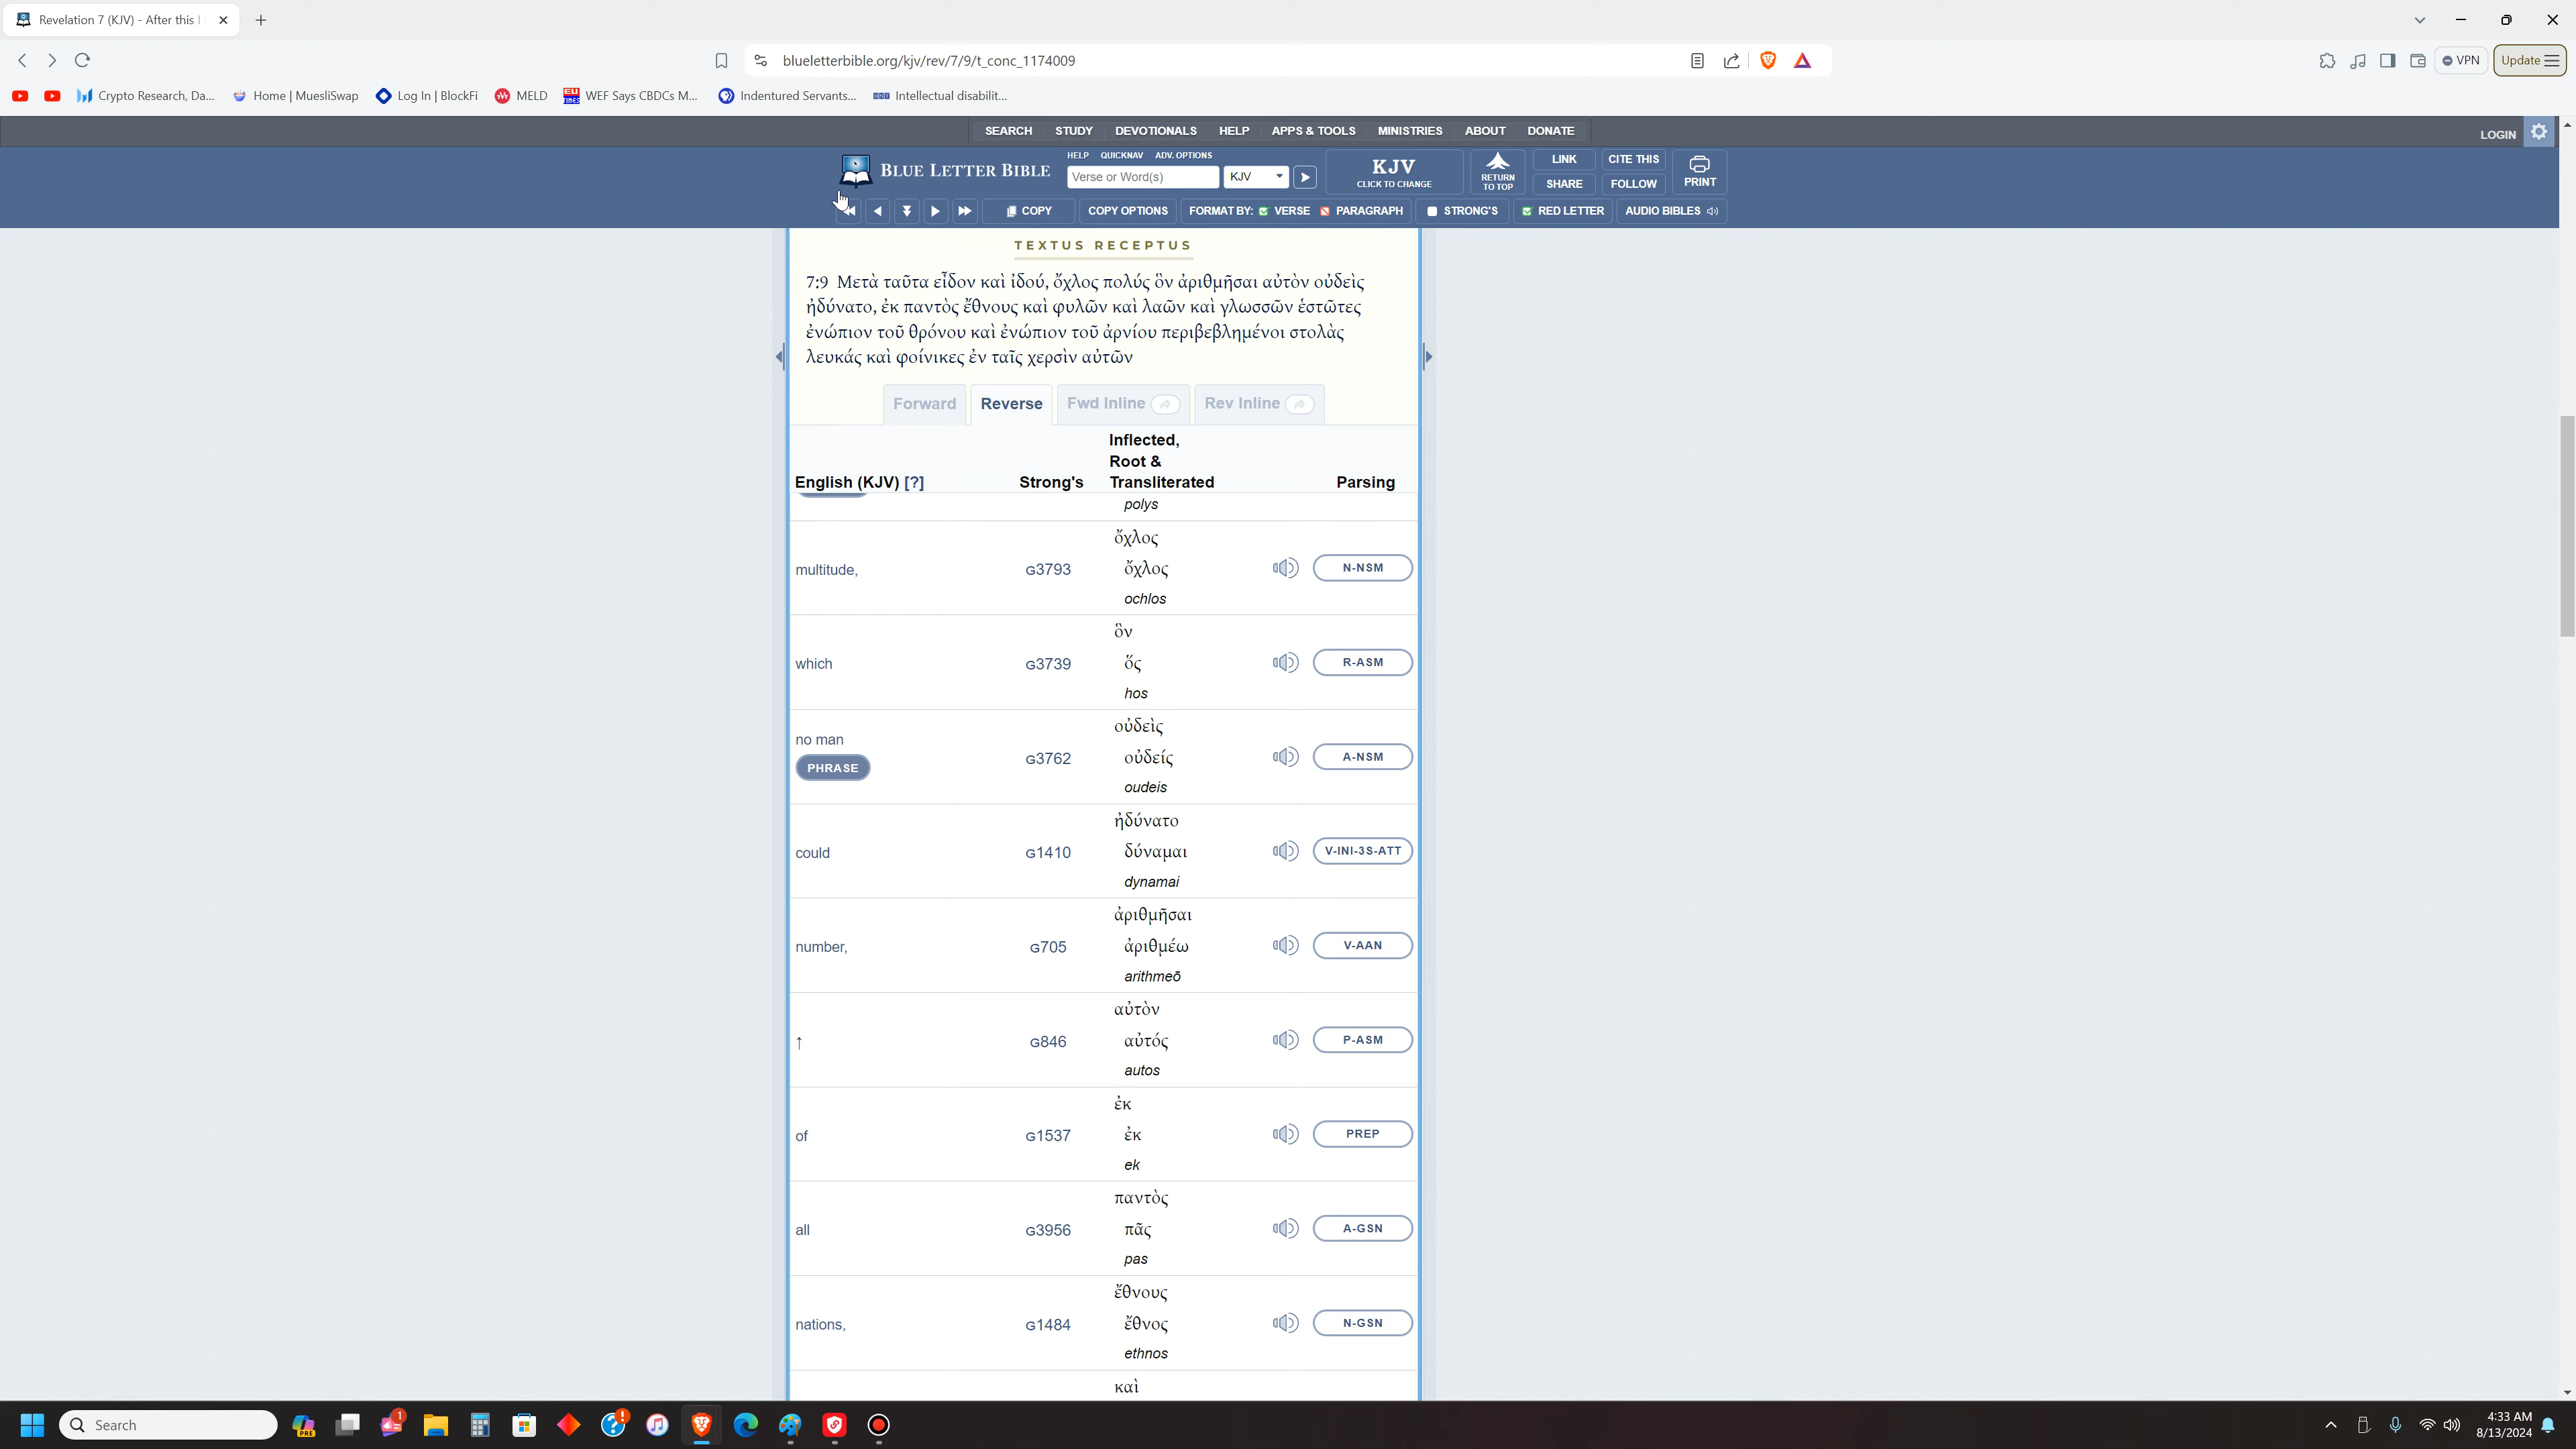 Revelation 7 (KJV) - After this I
blueletterbible.org/kjv/rev/7/9/t_conc_1174009
VPN
Update
Crypto Research, Da...
Home | MuesliSwap
Log In | BlockFi
MELD
WEF Says CBDCs M...
Indentured Servants...
Intellectual disabilit...
SEARCH STUDY DEVOTIONALS HELP APPS & TOOLS MINISTRIES ABOUT DONATE
LOGIN
BLUE LETTER BIBLE
HELP QUICKNAV ADV. OPTIONS
Verse or Word(s)
KJV
KJV
CLICK TO CHANGE
RETURN
TO TOP
LINK
CITE THIS
SHARE
FOLLOW
PRINT
COPY
COPY OPTIONS
FORMAT BY: VERSE PARAGRAPH
STRONG'S
RED LETTER
AUDIO BIBLES
TEXTUS RECEPTUS
7:9 Μετὰ ταῦτα εἶδον καὶ ἰδού, ὄχλος πολύς ὃν ἀριθμῆσαι αὐτὸν οὐδεὶς
ἠδύνατο, ἐκ παντὸς ἔθνους καὶ φυλῶν καὶ λαῶν καὶ γλωσσῶν ἑστῶτες
ἐνώπιον τοῦ θρόνου καὶ ἐνώπιον τοῦ ἀρνίου περιβεβλημένοι στολὰς
λευκάς καὶ φοίνικες ἐν ταῖς χερσὶν αὐτῶν
Forward Reverse Fwd Inline Rev Inline
Inflected,
Root &
English (KJV) [?] Strong's Transliterated Parsing
polys
ὄχλος
multitude, G3793 ὄχλος N-NSM
ochlos
ὃν
which G3739 ὅς R-ASM
hos
οὐδεὶς
no man
PHRASE
G3762 οὐδείς A-NSM
oudeis
ἠδύνατο
could G1410 δύναμαι V-INI-3S-ATT
dynamai
ἀριθμῆσαι
number, G705 ἀριθμέω V-AAN
arithmeō
αὐτὸν
↑ G846 αὐτός P-ASM
autos
ἐκ
of G1537 ἐκ PREP
ek
παντὸς
all G3956 πᾶς A-GSN
pas
ἔθνους
nations, G1484 ἔθνος N-GSN
ethnos
καὶ
Search
PRE
1
4:33 AM
8/13/2024